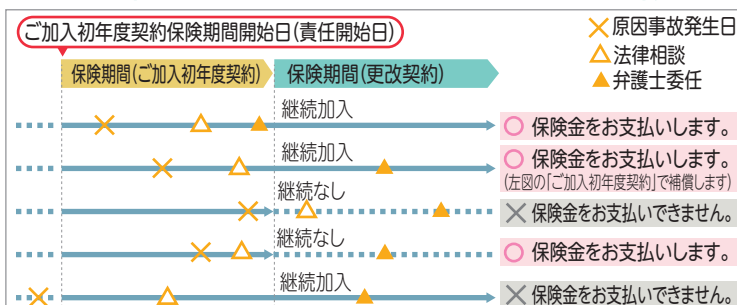 ご加入初年度契約保険期間開始日(責任開始日)
原因事故発生日
法律相談
弁護士委任
保険期間(ご加入初年度契約)
保険期間(更改契約)
継続加入
保険金をお支払いします。
継続加入
保険金をお支払いします。
(左図の「ご加入初年度契約」で補償します)
継続なし
保険金をお支払いできません。
継続なし
保険金をお支払いします。
継続加入
保険金をお支払いできません。